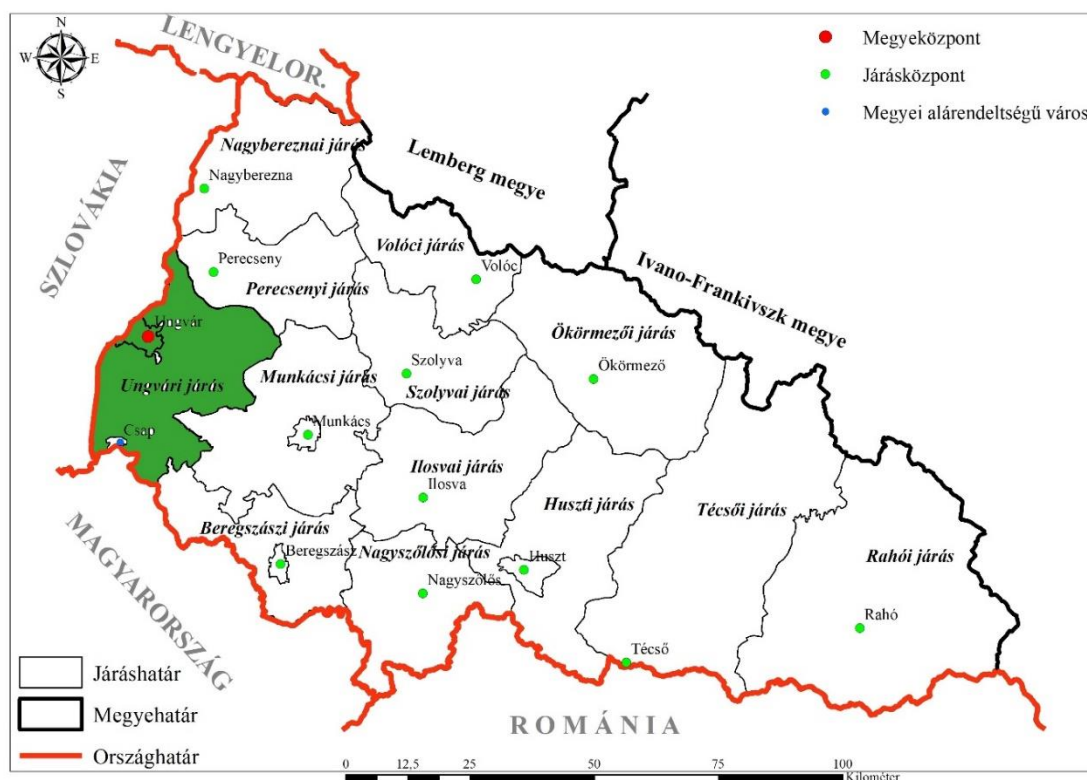 N
W E
S
LENGYELOR.
SZLOVÁKIA
MAGYARORSZÁG
ROMÁNIA
Lemberg megye
Ivano-Frankivszk megye
Megyeközpont
Járásközpont
Megyei alárendeltségű város
Nagybereznai járás
Nagyberezna
Perecseny
Perecsenyi járás
Volóci járás
Volóc
Ungvár
Ungvári járás
Csap
Munkácsi járás
Munkács
Szolyva
Szolyvai járás
Ökörmezői járás
Ökörmező
Ilosvai járás
Ilosva
Huszti járás
Huszt
Técsői járás
Técső
Rahói járás
Rahó
Beregszászi járás
Beregszász
Nagyszőlősi járás
Nagyszőlős
Járáshatár
Megyehatár
Országhatár
0 12,5 25 50 75 100
Kilométer